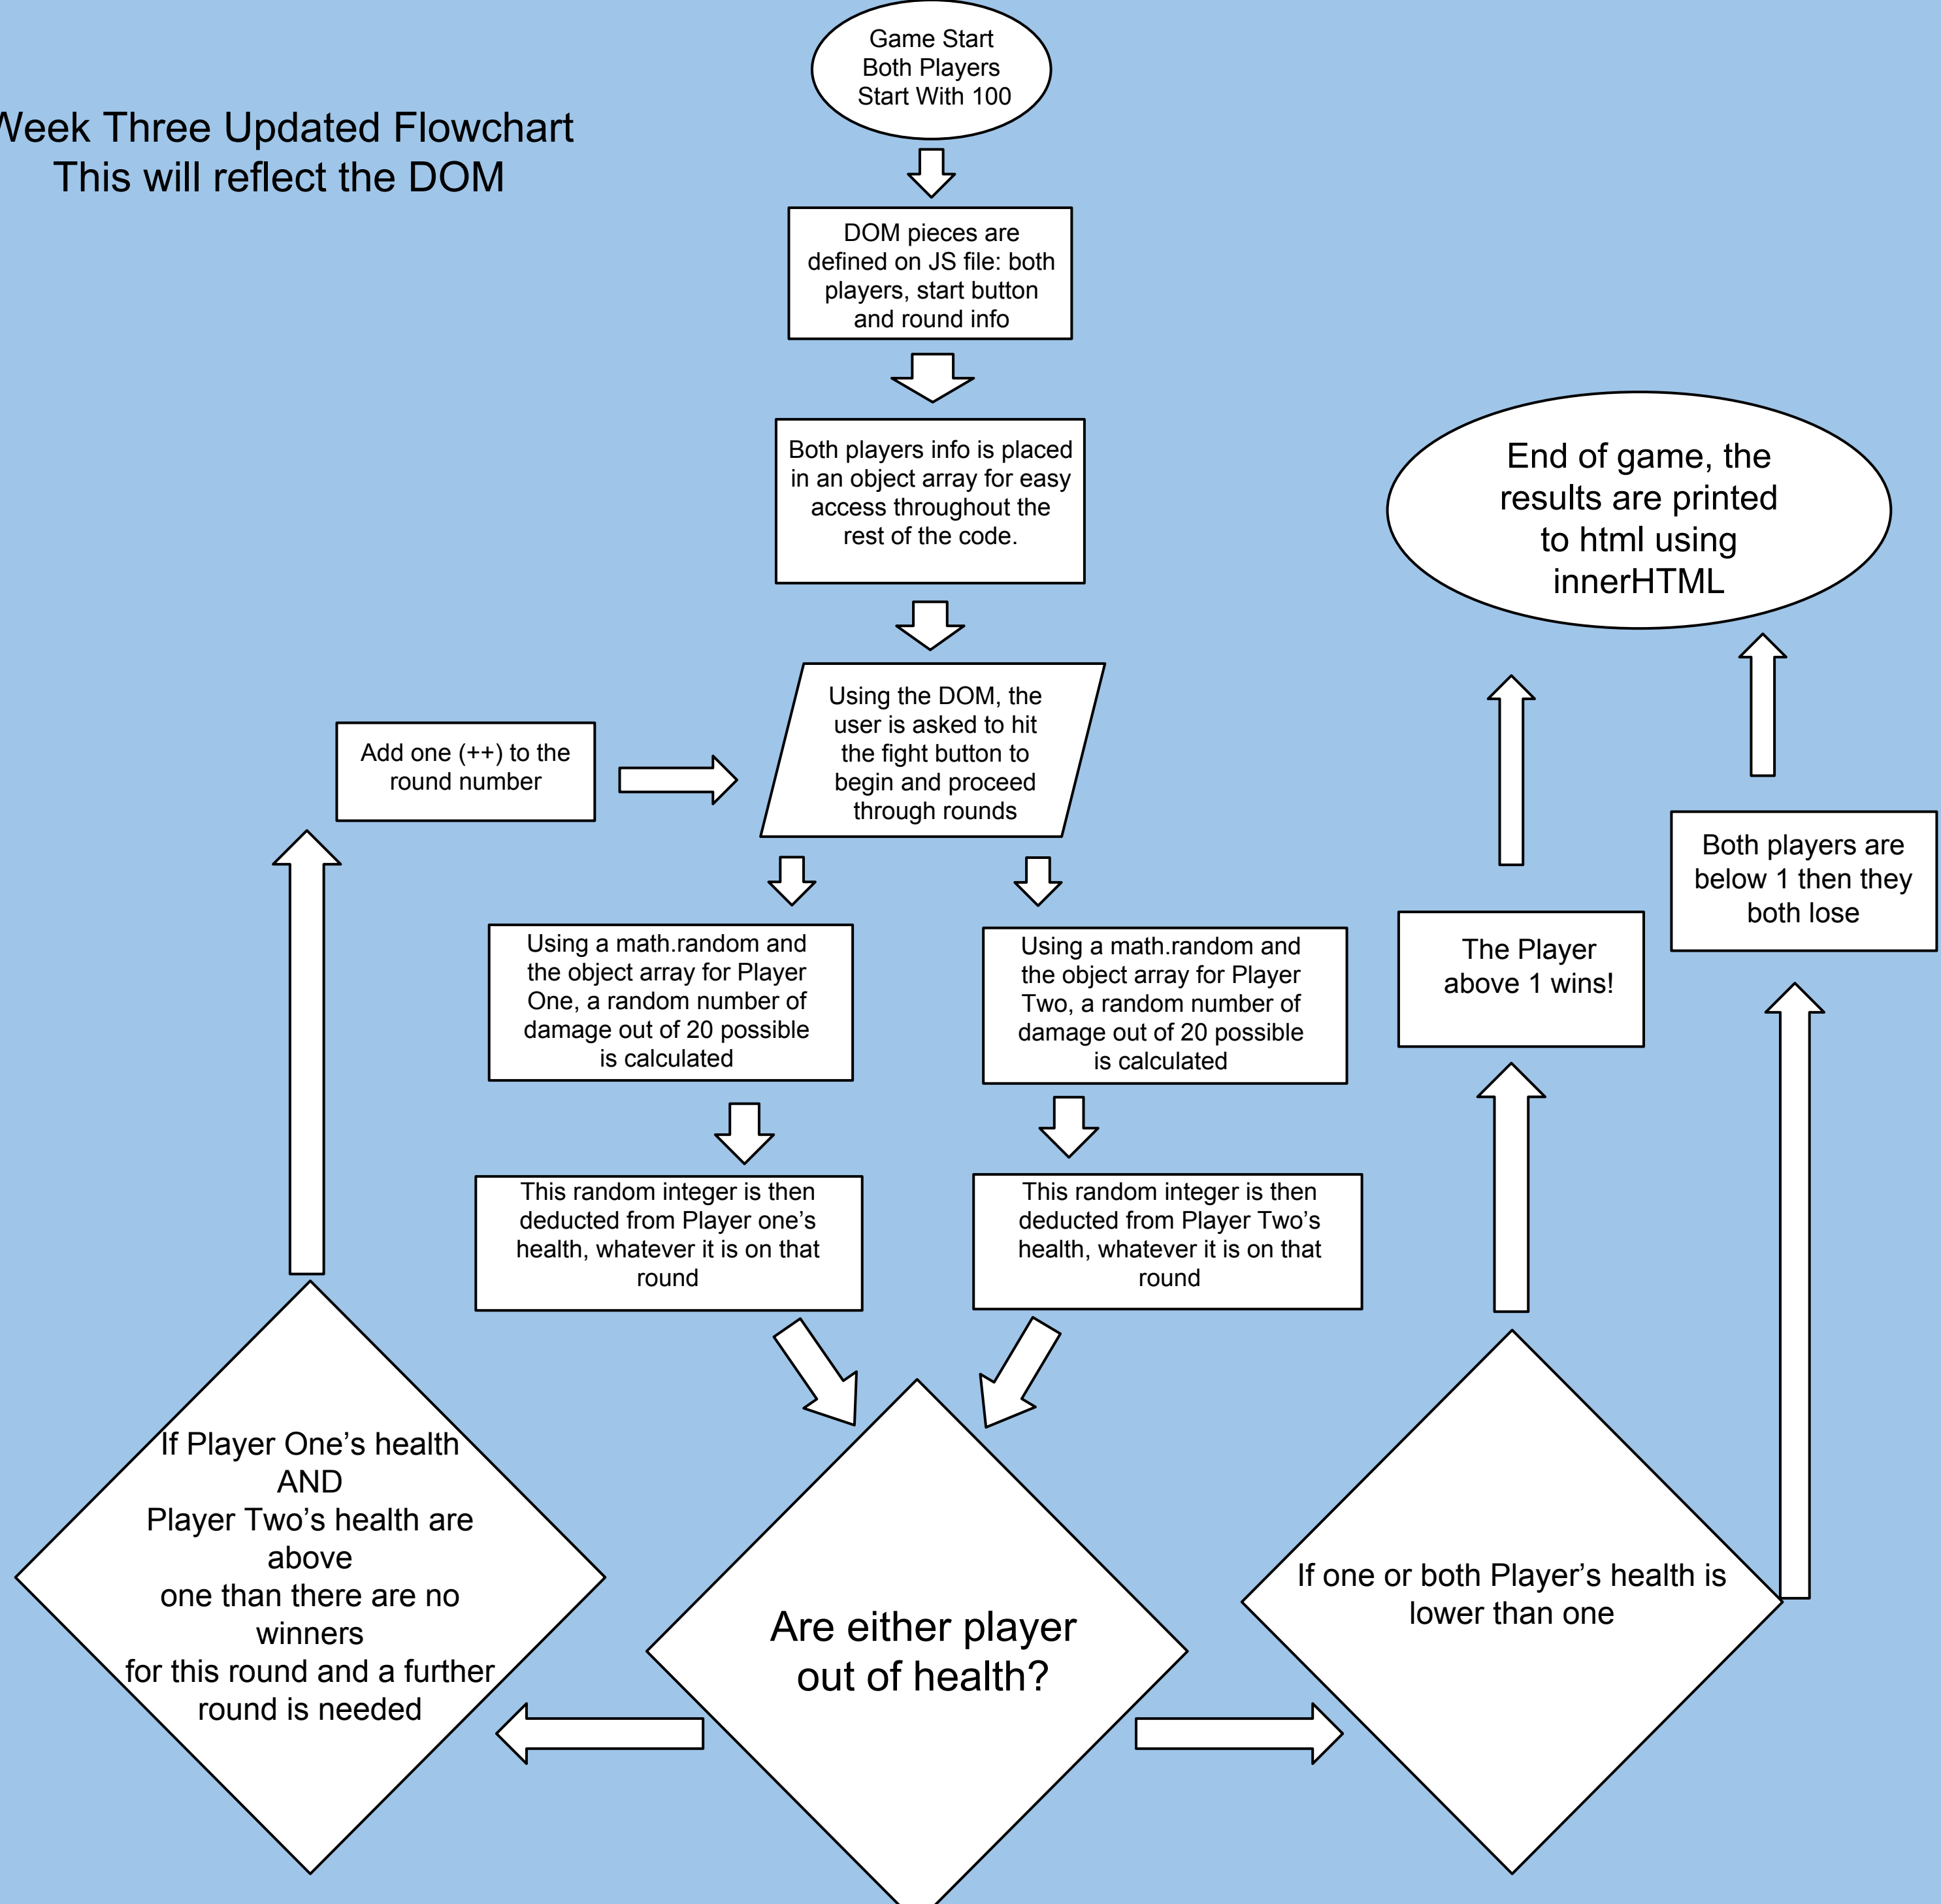 Game Start
Both Players
Start With 100
Week Three Updated Flowchart
This will reflect the DOM
DOM pieces are
defined on JS file: both
players, start button
and round info
Both players info is placed
in an object array for easy
access throughout the
rest of the code.
End of game, the
results are printed
to html using
innerHTML
Using the DOM, the
user is asked to hit
the fight button to
begin and proceed
through rounds
Add one (++) to the
round number
Both players are
below 1 then they
both lose
The Player
above 1 wins!
Using a math.random and
the object array for Player
One, a random number of
damage out of 20 possible
is calculated
Using a math.random and
the object array for Player
Two, a random number of
damage out of 20 possible
is calculated
This random integer is then
deducted from Player one’s
health, whatever it is on that
round
This random integer is then
deducted from Player Two’s
health, whatever it is on that
round
If Player One’s health
AND
Player Two’s health are
above
one than there are no
winners
for this round and a further
round is needed
Are either player
out of health?
If one or both Player’s health is
lower than one